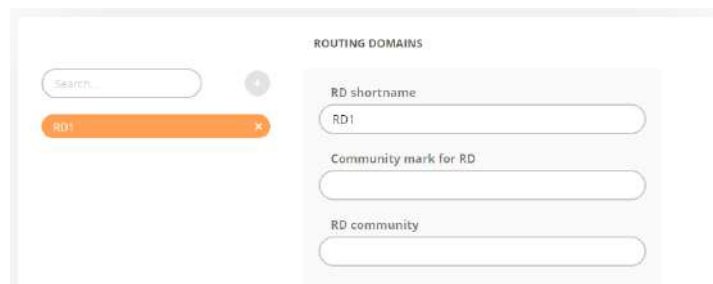 ROUTING DOMAINS
Search...
+
RD1 ×
RD shortname
RD1
Community mark for RD
RD community